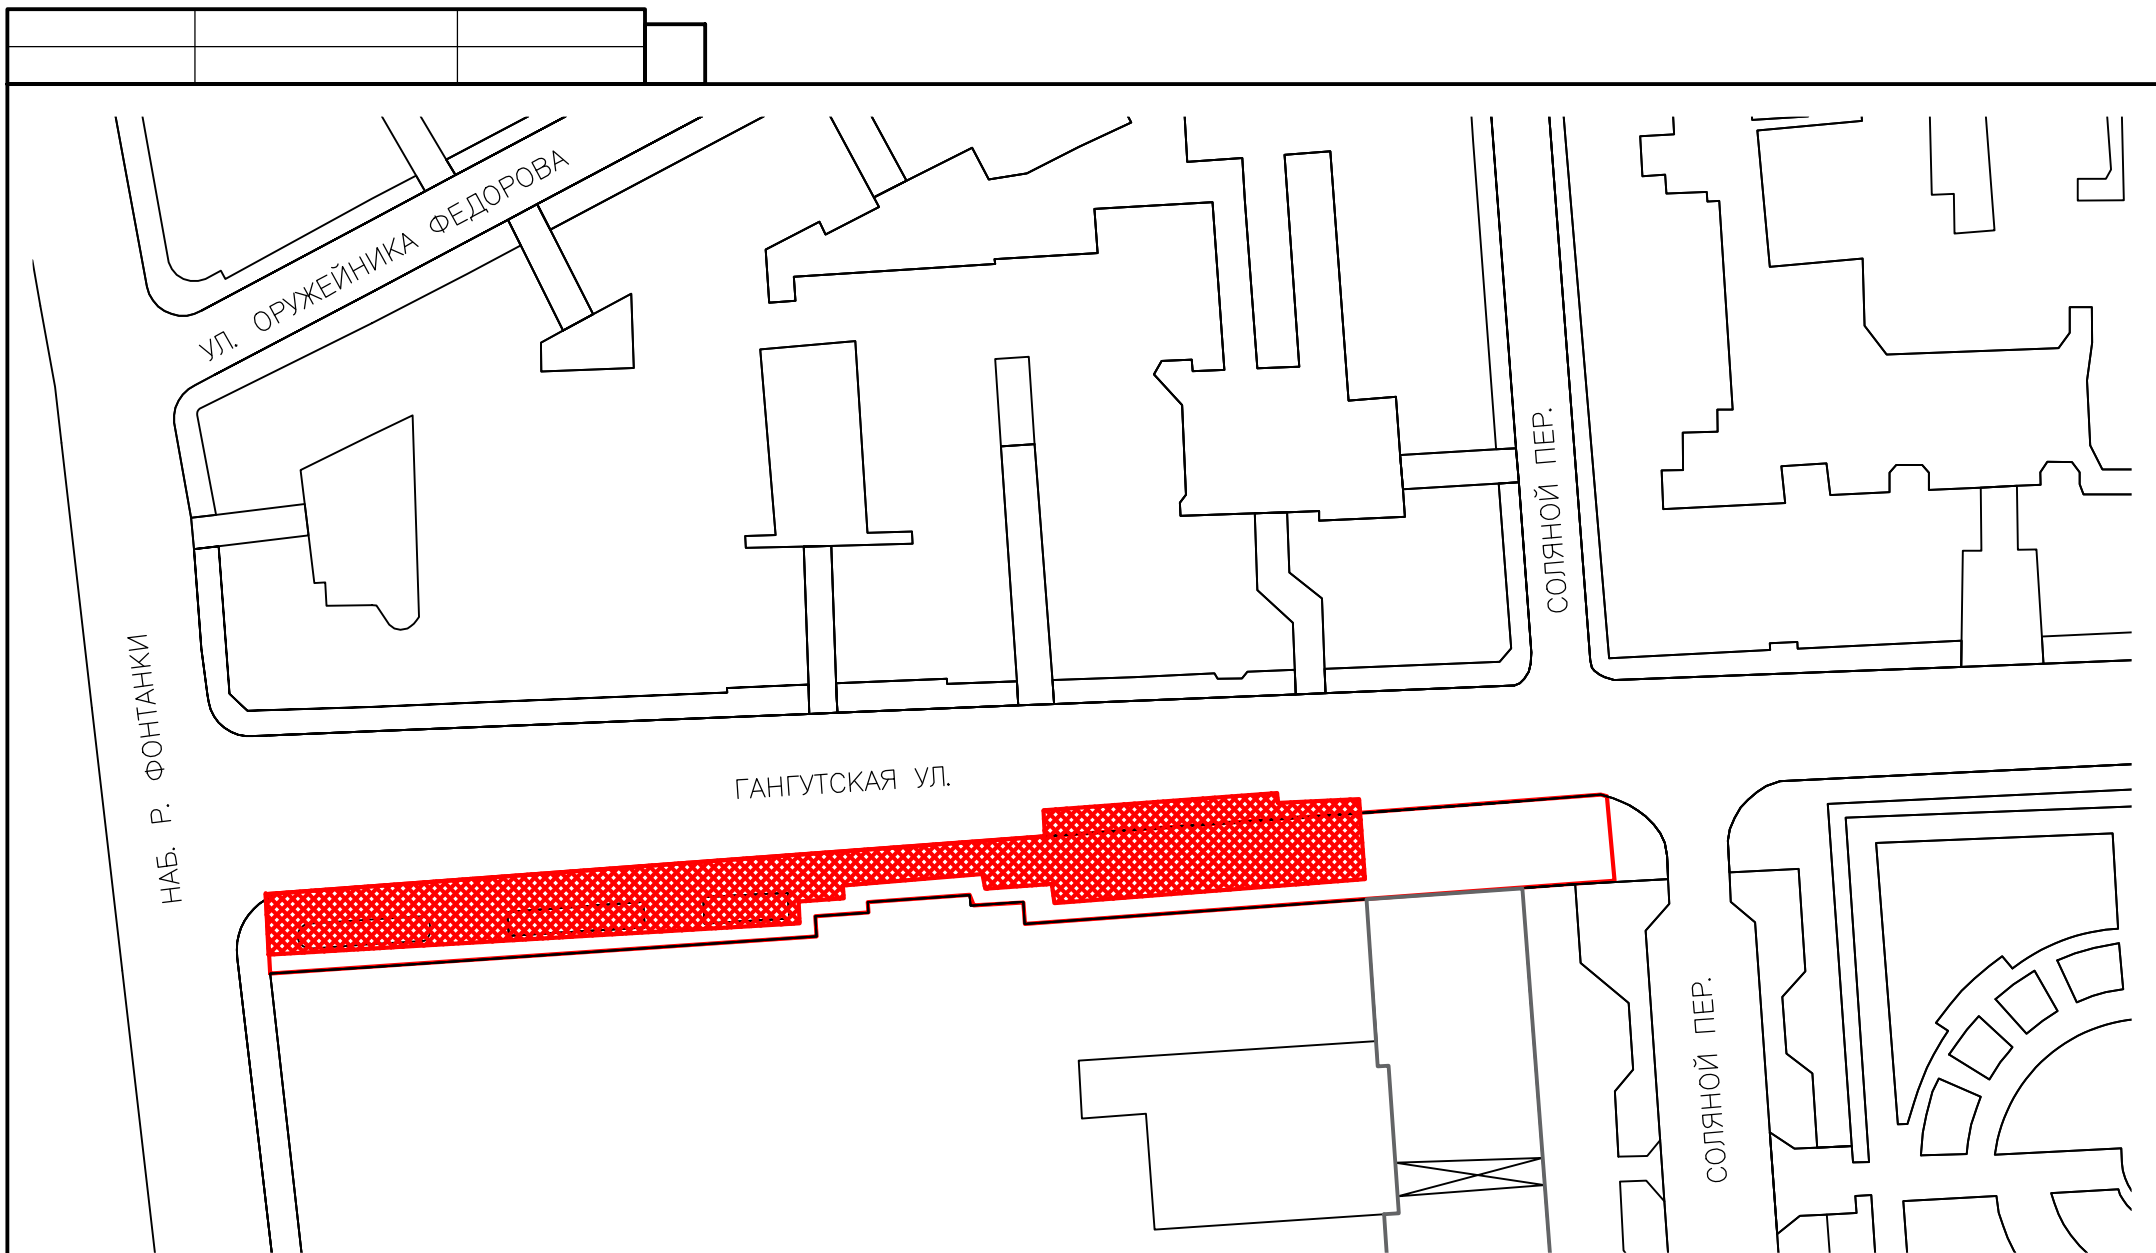 УЛ. ОРУЖЕЙНИКА ФЕДОРОВА
СОЛЯНОЙ ПЕР.
НАБ. Р. ФОНТАНКИ
ГАНГУТСКАЯ УЛ.
СОЛЯНОЙ ПЕР.